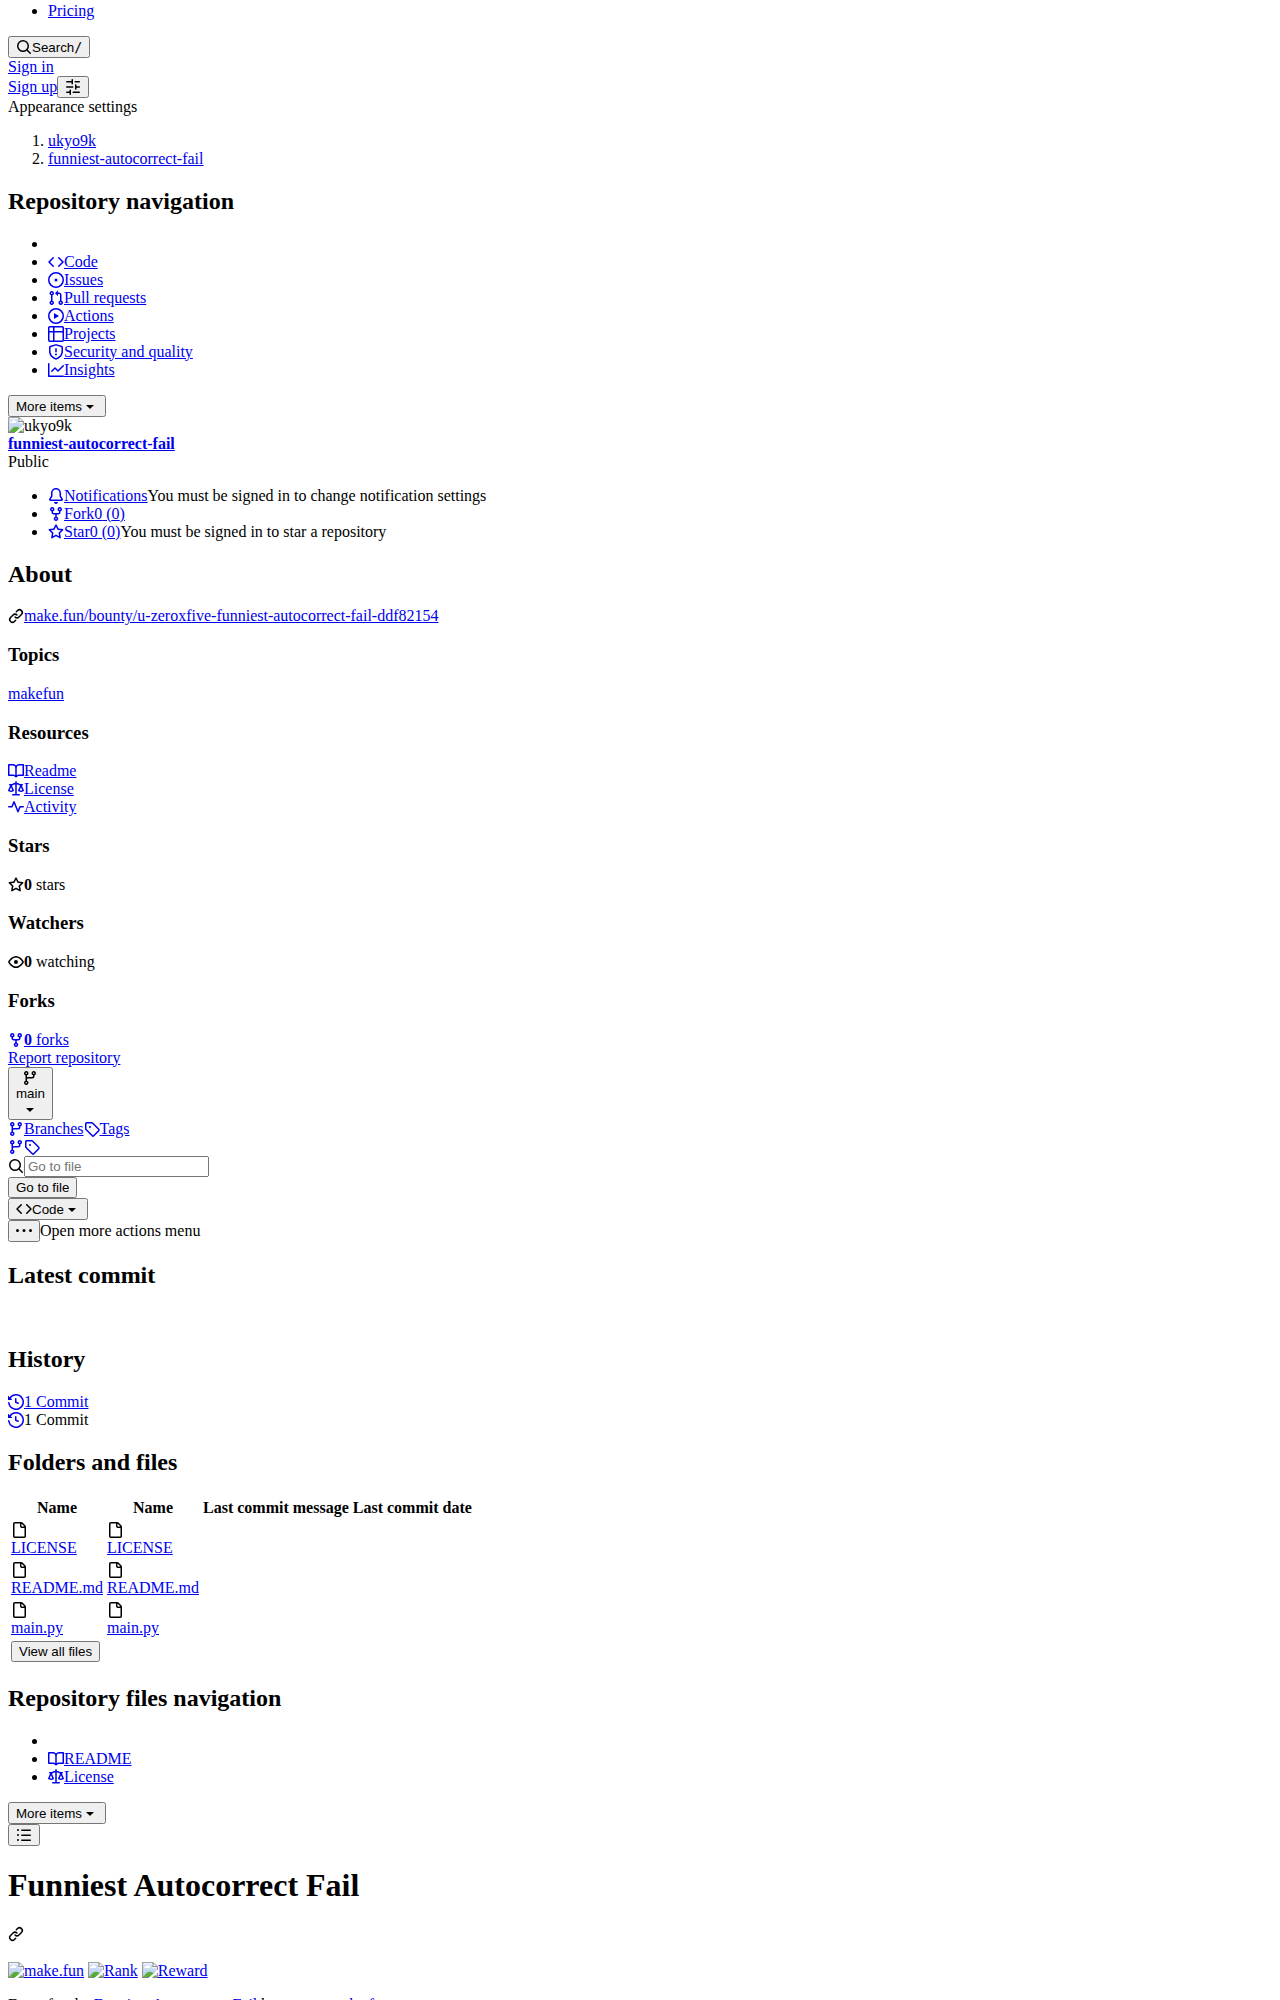 Pricing
Search/
Sign in
Sign up
Appearance settings
1. ukyo9k
2. funniest-autocorrect-fail
Repository navigation
Code
Issues
Pull requests
Actions
Projects
Security and quality
Insights
More items
ukyo9k
funniest-autocorrect-fail
Public
NotificationsYou must be signed in to change notification settings
Fork0 (0)
Star0 (0)You must be signed in to star a repository
About
make.fun/bounty/u-zeroxfive-funniest-autocorrect-fail-ddf82154
Topics
makefun
Resources
Readme
License
Activity
Stars
0 stars
Watchers
0 watching
Forks
0 forks
Report repository
main
Branches Tags
Go to file
Go to file
Code
Open more actions menu
Latest commit
History
1 Commit
1 Commit
Folders and files
Name Name Last commit message Last commit date
LICENSE LICENSE
README.md README.md
main.py main.py
View all files
Repository files navigation
README
License
More items
Funniest Autocorrect Fail
make.fun Rank Reward